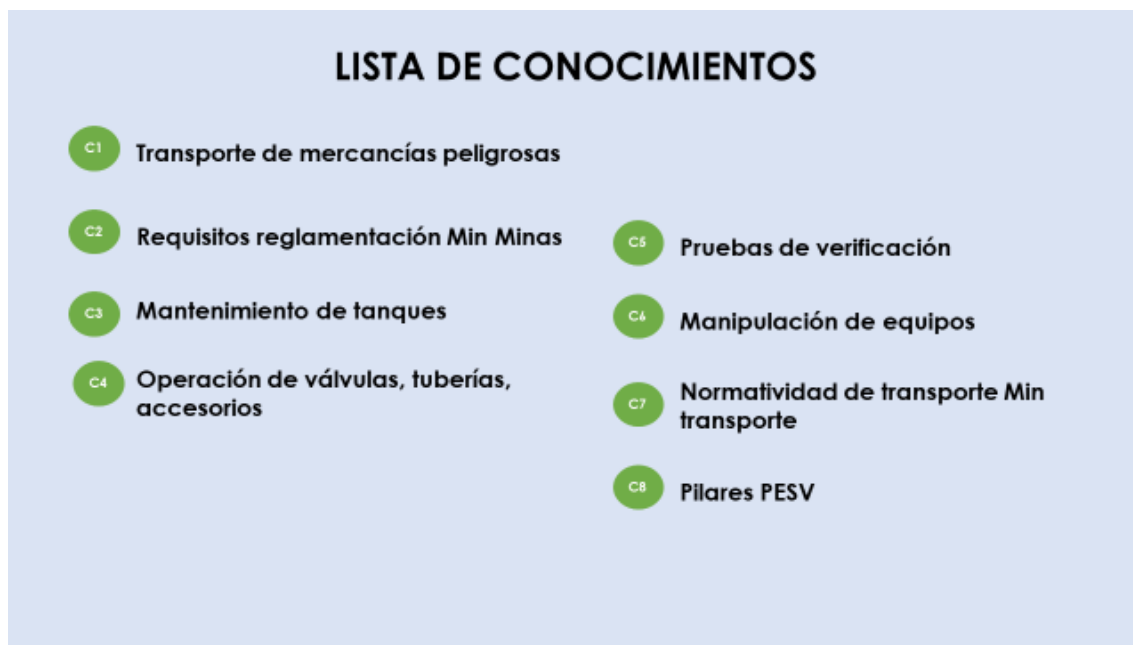 LISTA DE CONOCIMIENTOS
C1
Transporte de mercancías peligrosas
C2
Requisitos reglamentación Min Minas
C3
Mantenimiento de tanques
C4
Operación de válvulas, tuberías,
accesorios
C5
Pruebas de verificación
C6
Manipulación de equipos
C7
Normatividad de transporte Min
transporte
C8
Pilares PESV